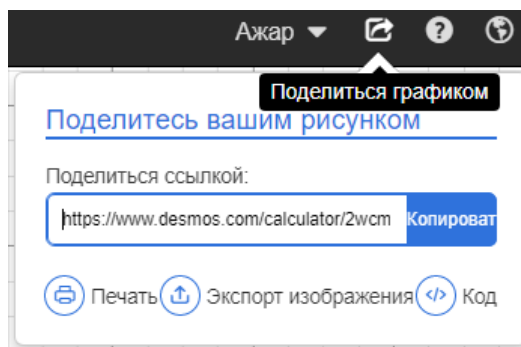 Ажар
Поделиться графиком
Поделитесь вашим рисунком
Поделиться ссылкой:
https://www.desmos.com/calculator/2wcm Копироват
Печать Экспорт изображения Код